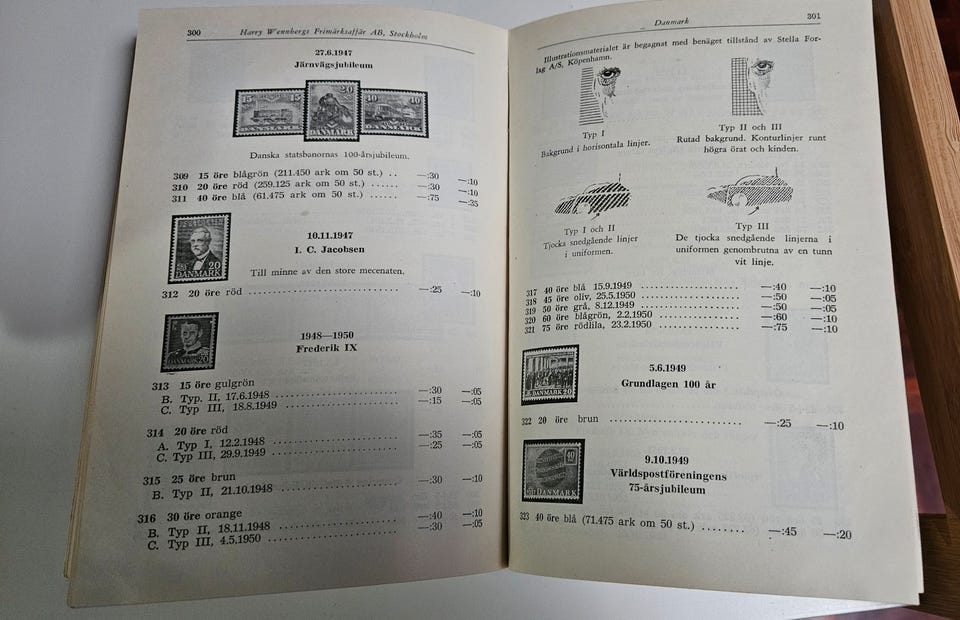 300 Harry Wennbergs Frimärksaffär AB, Stockholm
27.6.1947
Järnvägsjubileum
15 15 20 40 40
DANMARK DANMARK DANMARK
Danska statsbanornas 100-årsjubileum.
309 15 öre blågrön (211.450 ark om 50 st.) .. —:30 —:10
310 20 öre röd (259.125 ark om 50 st.) ...... —:30 —:10
311 40 öre blå (61.475 ark om 50 st.) ...... —:75 —:35
20
DANMARK
10.11.1947
I. C. Jacobsen
Till minne av den store mecenaten.
312 20 öre röd .............................. —:25 —:10
DANMARK 20
1948—1950
Frederik IX
313 15 öre gulgrön
B. Typ. II, 17.6.1948 ........................ —:30 —:05
C. Typ III, 18.8.1949 ........................ —:15 —:05
314 20 öre röd
A. Typ I, 12.2.1948 ........................ —:35 —:05
C. Typ III, 29.9.1949 ........................ —:25 —:05
315 25 öre brun
B. Typ II, 21.10.1948 ........................ —:30 —:10
316 30 öre orange
B. Typ II, 18.11.1948 ........................ —:40 —:10
C. Typ III, 4.5.1950 ........................ —:30 —:05
Danmark 301
Illustrationsmaterialet är begagnat med benäget tillstånd av Stella For-
lag A/S, Köpenhamn.
Typ I
Bakgrund i horisontala linjer.
Typ II och III
Rutad bakgrund. Konturlinjer runt
högra örat och kinden.
Typ I och II
Tjocka snedgående linjer
i uniformen.
Typ III
De tjocka snedgående linjerna i
uniformen genombrutna av en tunn
vit linje.
317 40 öre blå 15.9.1949 .................... —:40 —:10
318 45 öre oliv, 25.5.1950 .................... —:50 —:05
319 50 öre grå, 8.12.1949 .................... —:50 —:05
320 60 öre blågrön, 2.2.1950 .................... —:60 —:10
321 75 öre rödlila, 23.2.1950 .................... —:75 —:10
DANMARK 20
5.6.1949
Grundlagen 100 år
322 20 öre brun .............................. —:25 —:10
40
DANMARK
9.10.1949
Världspostföreningens
75-årsjubileum
323 40 öre blå (71.475 ark om 50 st.) ........ —:45 —:20